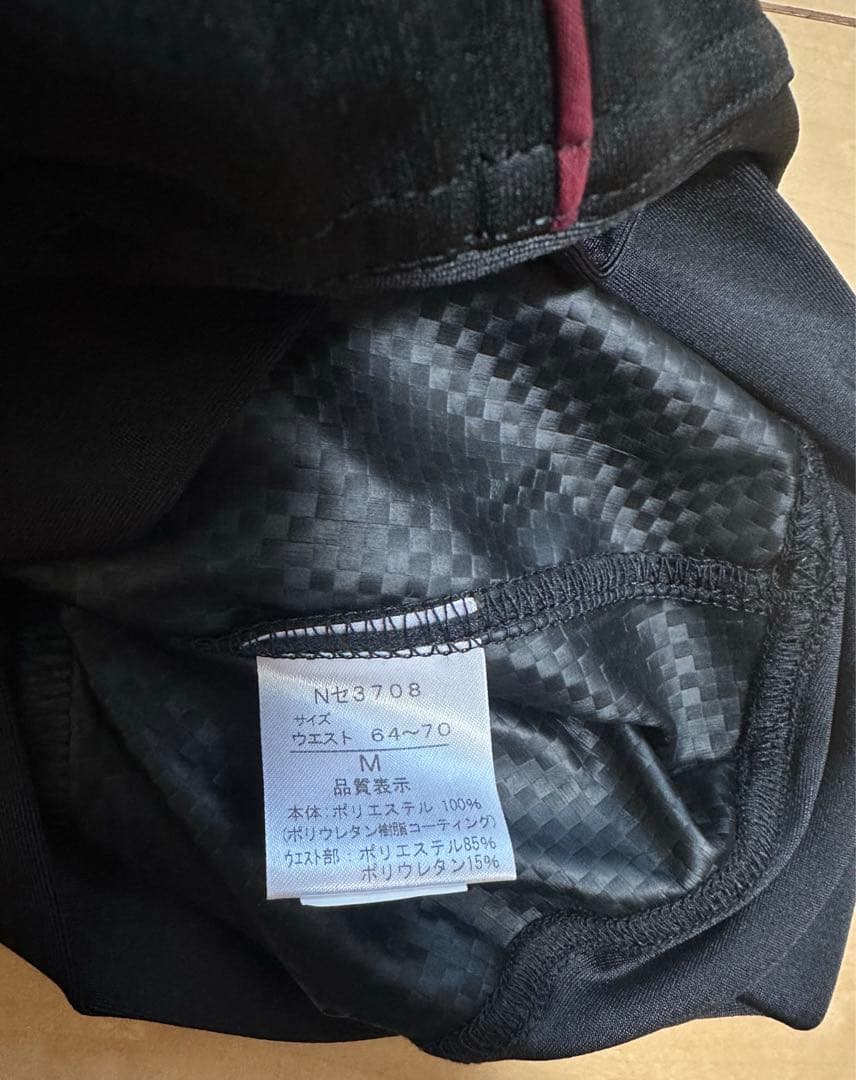 Nセ3708
サイズ
ウエスト 64〜70
M
品質表示
本体:ポリエステル 100%
(ポリウレタン樹脂コーティング)
ウエスト部:ポリエステル85%
ポリウレタン15%